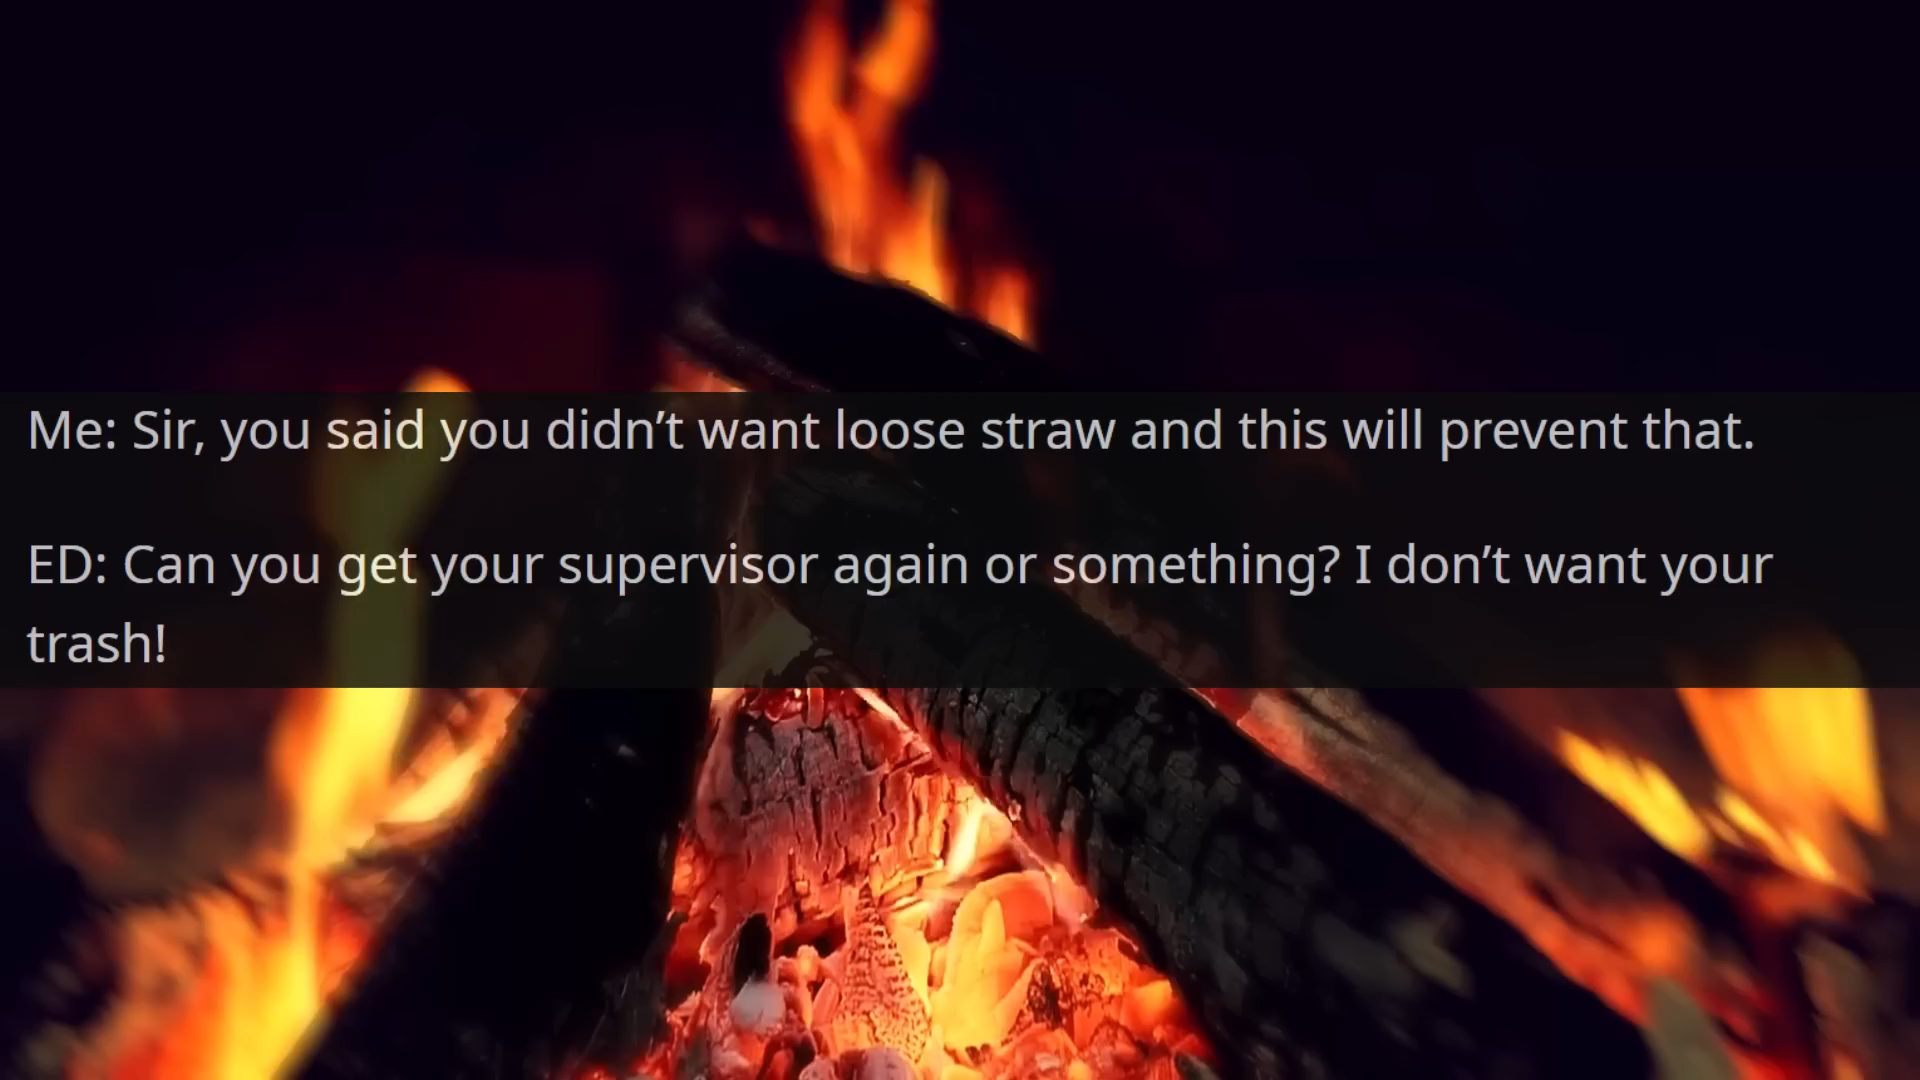 Me: Sir, you said you didn’t want loose straw and this will prevent that.
ED: Can you get your supervisor again or something? I don’t want your
trash!